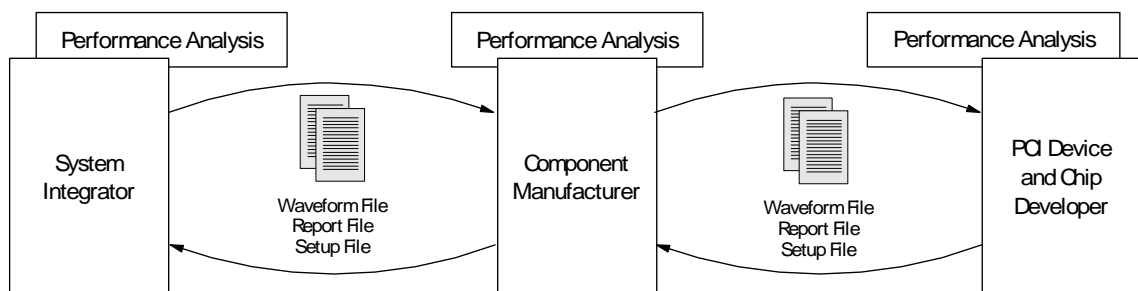 Performance Analysis
Performance Analysis
Performance Analysis
System
Integrator
Waveform File
Report File
Setup File
Component
Manufacturer
Waveform File
Report File
Setup File
PCI Device
and Chip
Developer